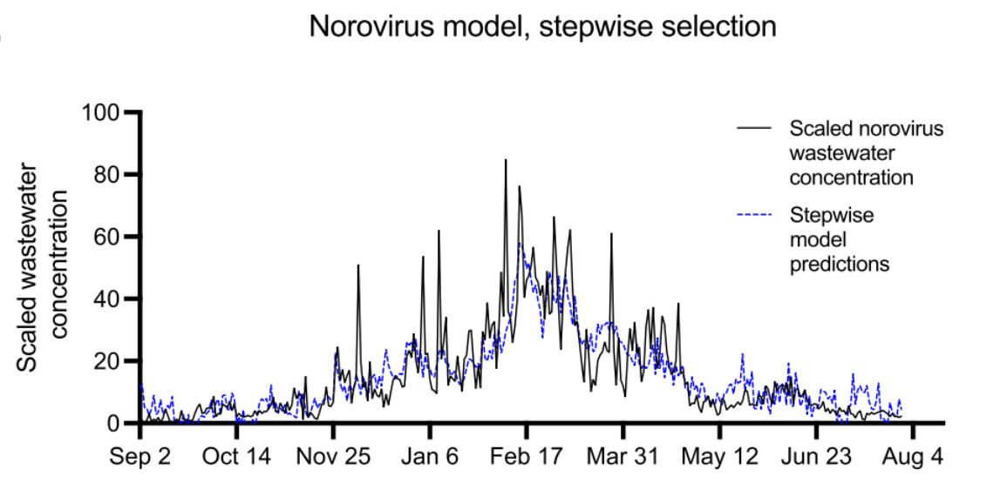 Norovirus model, stepwise selection
100
80
60
40
20
0
Scaled wastewater
concentration
Scaled norovirus
wastewater
concentration
Stepwise
model
predictions
Sep 2 Oct 14 Nov 25 Jan 6 Feb 17 Mar 31 May 12 Jun 23 Aug 4